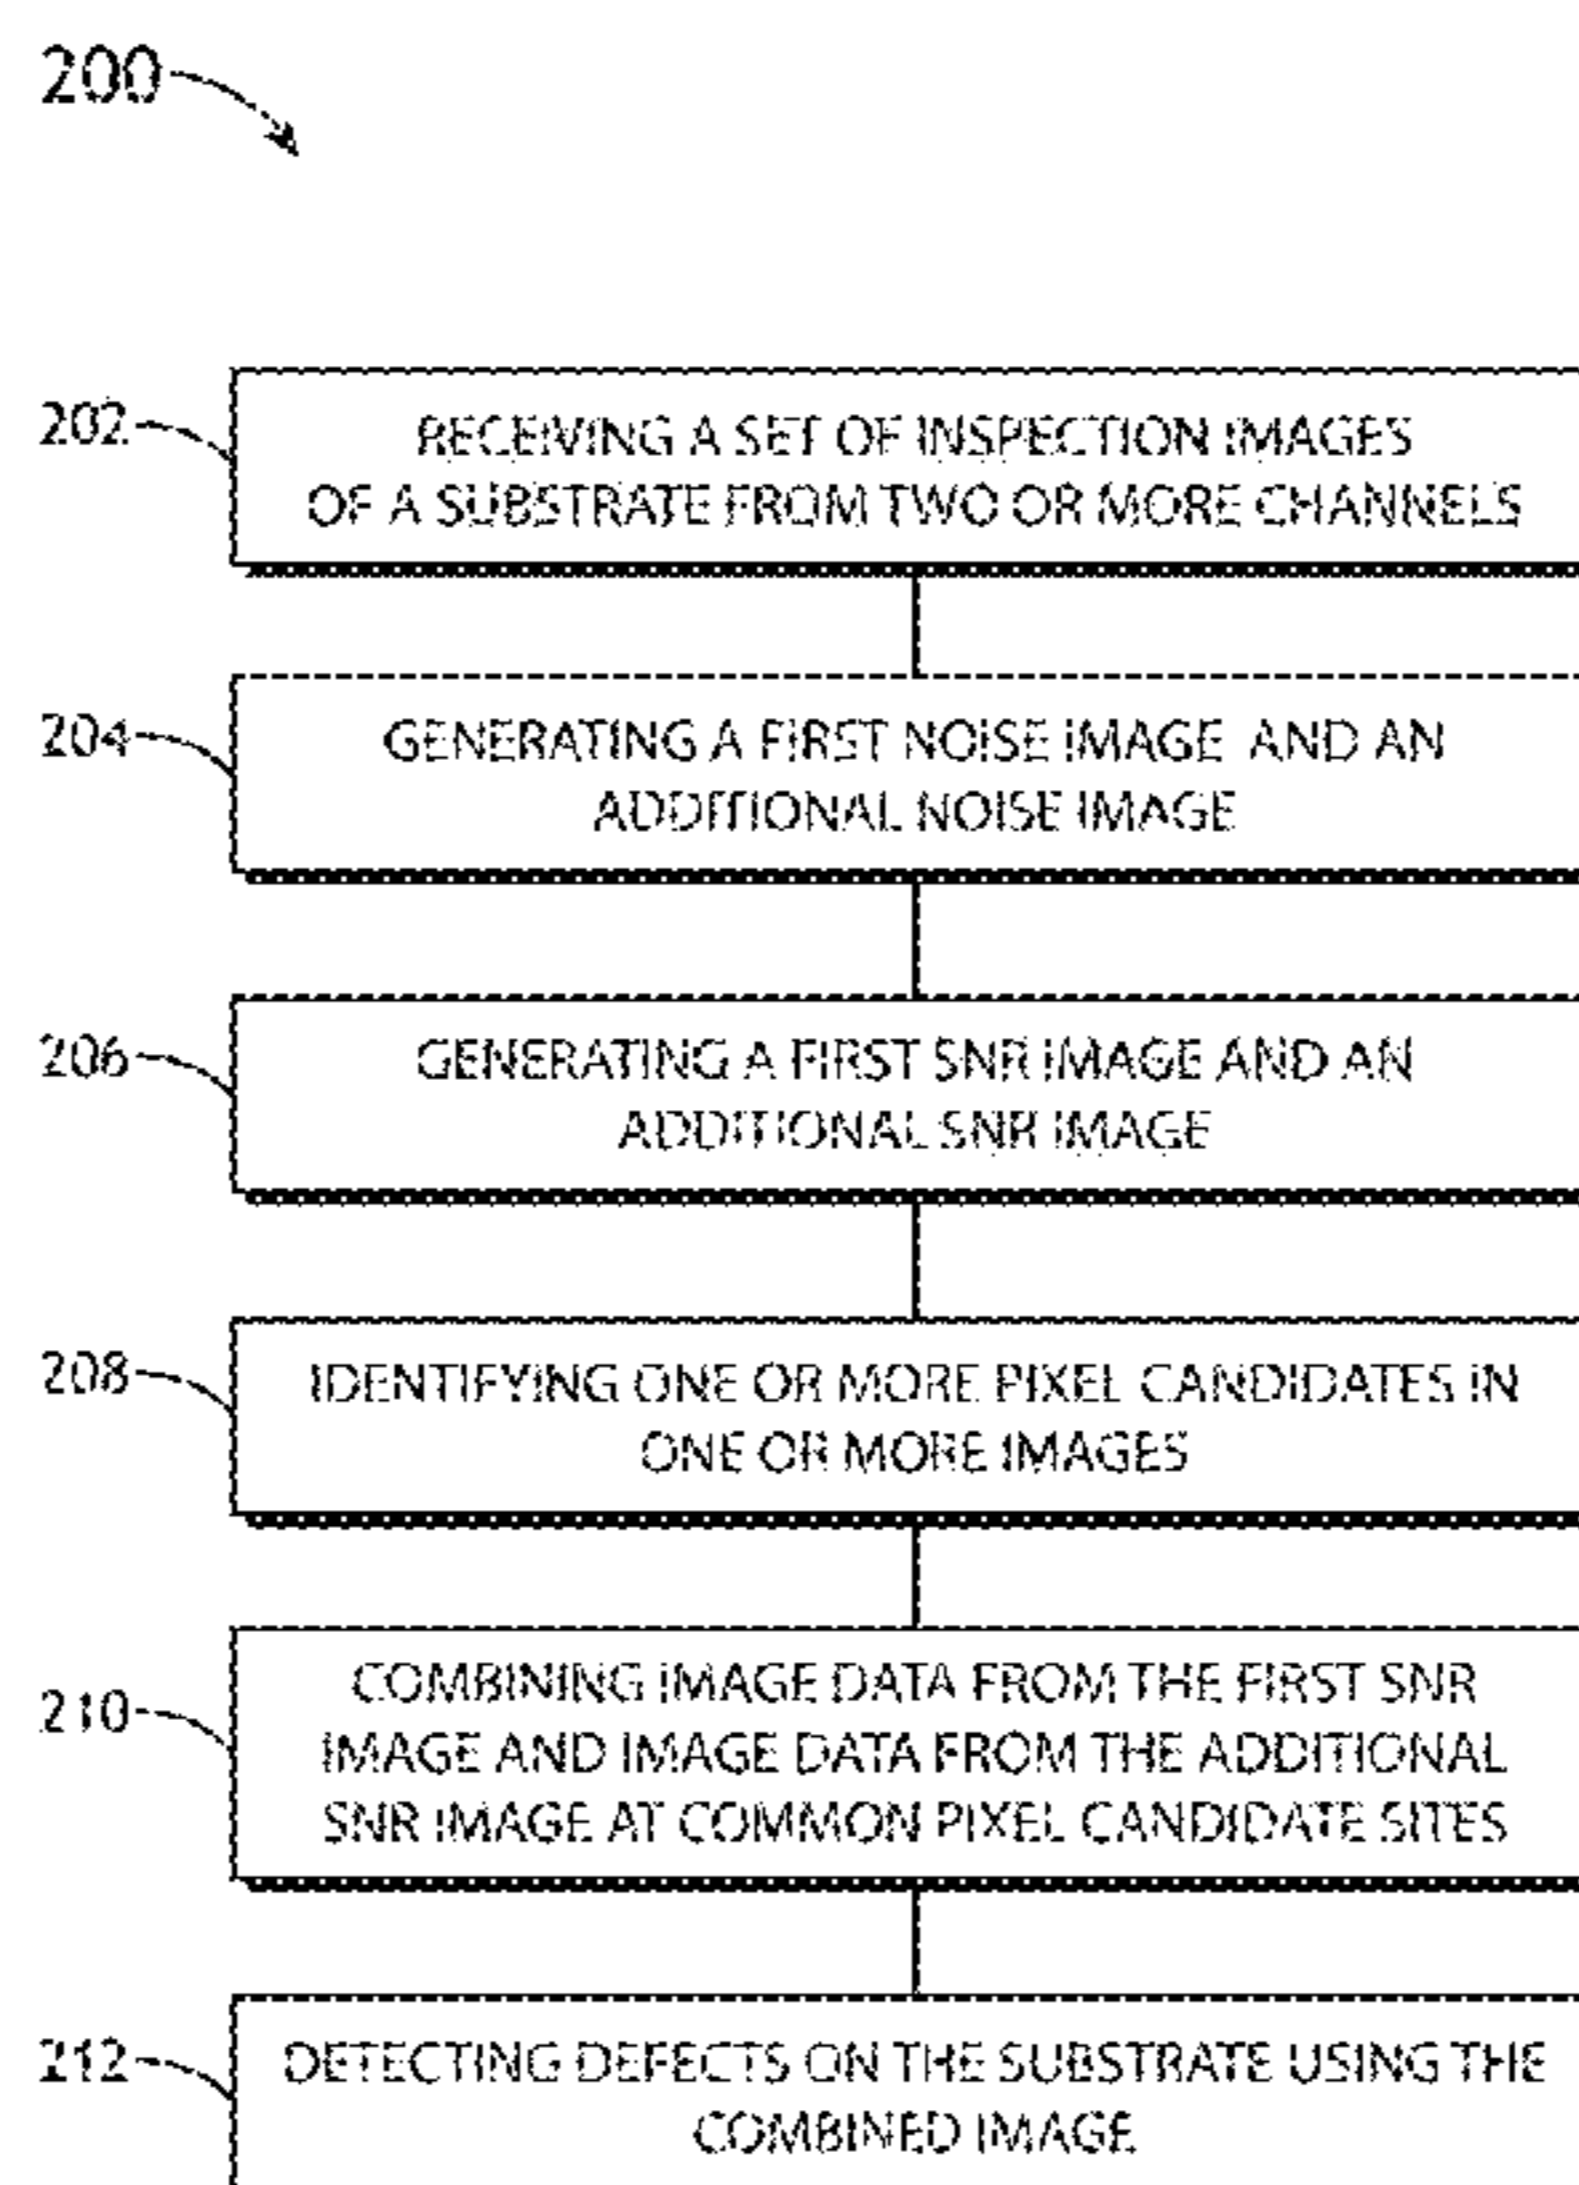 200
202
RECEIVING A SET OF INSPECTION IMAGES
OF A SUBSTRATE FROM TWO OR MORE CHANNELS
204
GENERATING A FIRST NOISE IMAGE AND AN
ADDITIONAL NOISE IMAGE
206
GENERATING A FIRST SNR IMAGE AND AN
ADDITIONAL SNR IMAGE
208
IDENTIFYING ONE OR MORE PIXEL CANDIDATES IN
ONE OR MORE IMAGES
210
COMBINING IMAGE DATA FROM THE FIRST SNR
IMAGE AND IMAGE DATA FROM THE ADDITIONAL
SNR IMAGE AT COMMON PIXEL CANDIDATE SITES
212
DETECTING DEFECTS ON THE SUBSTRATE USING THE
COMBINED IMAGE